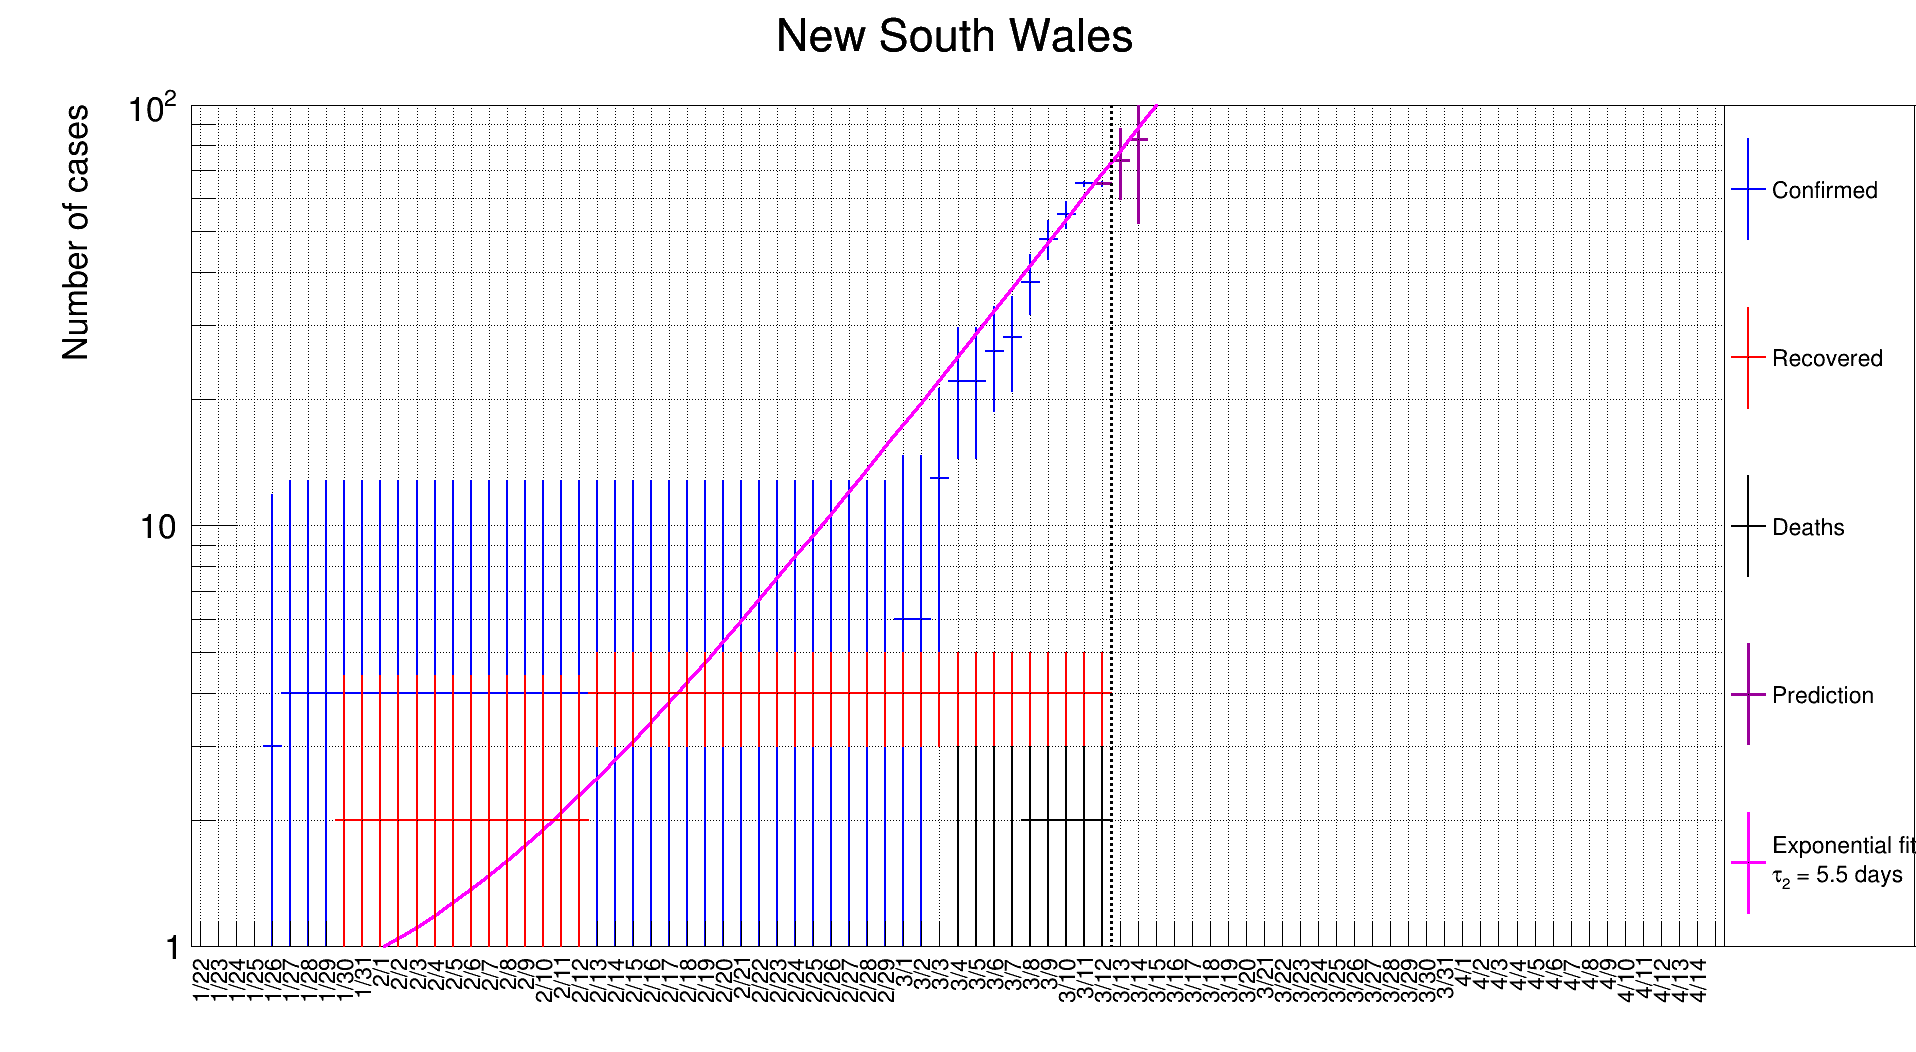 New South Wales
Number of cases
10²
10
1
1/22 1/23 1/24 1/25 1/26 1/27 1/28 1/29 1/30 1/31 2/1 2/2 2/3 2/4 2/5 2/6 2/7 2/8 2/9 2/10 2/11 2/12 2/13 2/14 2/15 2/16 2/17 2/18 2/19 2/20 2/21 2/22 2/23 2/24 2/25 2/26 2/27 2/28 2/29 3/1 3/2 3/3 3/4 3/5 3/6 3/7 3/8 3/9 3/10 3/11 3/12 3/13 3/14 3/15 3/16 3/17 3/18 3/19 3/20 3/21 3/22 3/23 3/24 3/25 3/26 3/27 3/28 3/29 3/30 3/31 4/1 4/2 4/3 4/4 4/5 4/6 4/7 4/8 4/9 4/10 4/11 4/12 4/13 4/14
Confirmed
Recovered
Deaths
Prediction
Exponential fit
τ₂ = 5.5 days